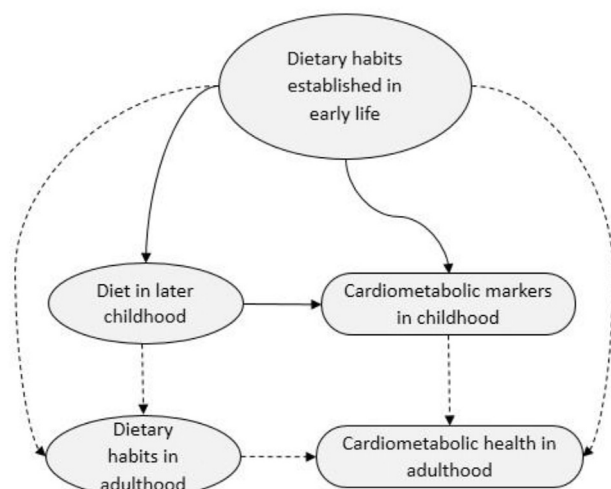 Dietary habits
established in
early life
Diet in later
childhood
Cardiometabolic markers
in childhood
Dietary
habits in
adulthood
Cardiometabolic health in
adulthood